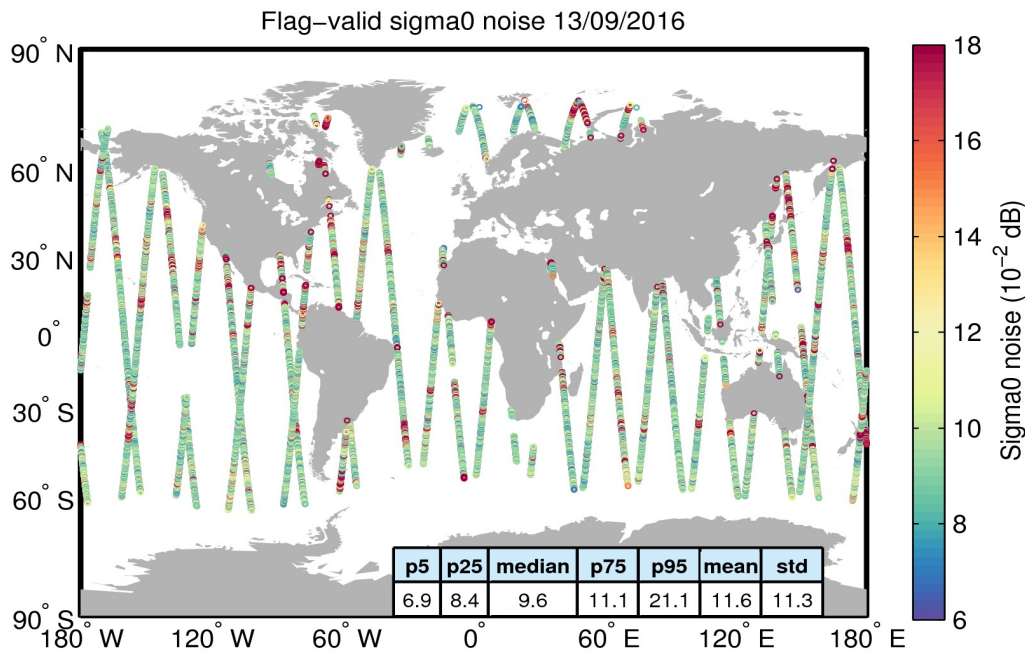 Flag−valid sigma0 noise 13/09/2016
90° N
60° N
30° N
0°
30° S
60° S
90° S
180° W
120° W
60° W
0°
60° E
120° E
180° E
p5 p25 median p75 p95 mean std
6.9 8.4 9.6 11.1 21.1 11.6 11.3
18
16
14
12
10
8
6
Sigma0 noise (10⁻² dB)